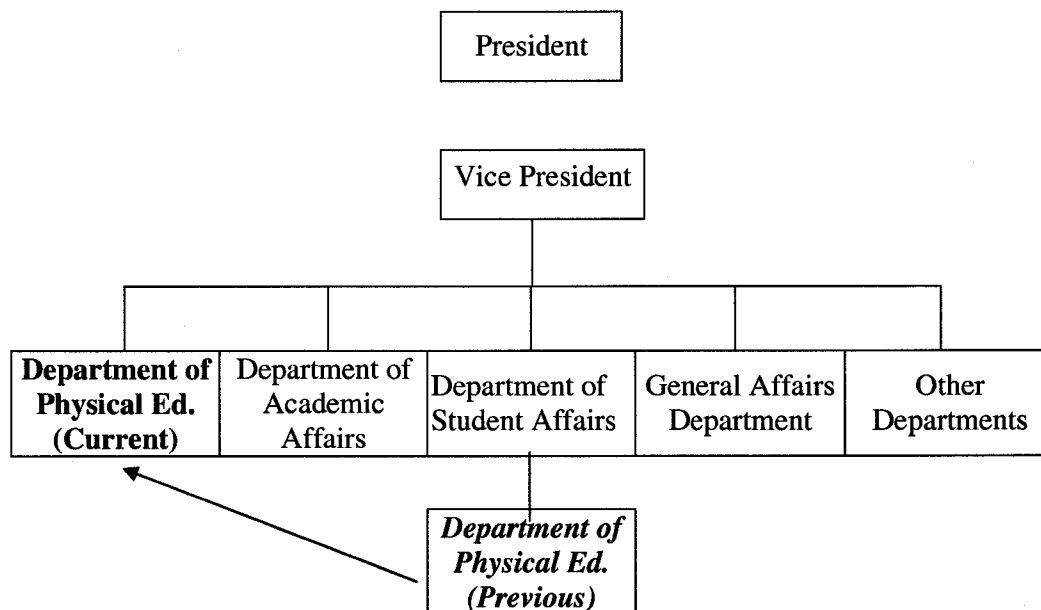 President
Vice President
Department of
Physical Ed.
(Current)
Department of
Academic
Affairs
Department of
Student Affairs
General Affairs
Department
Other
Departments
Department of
Physical Ed.
(Previous)